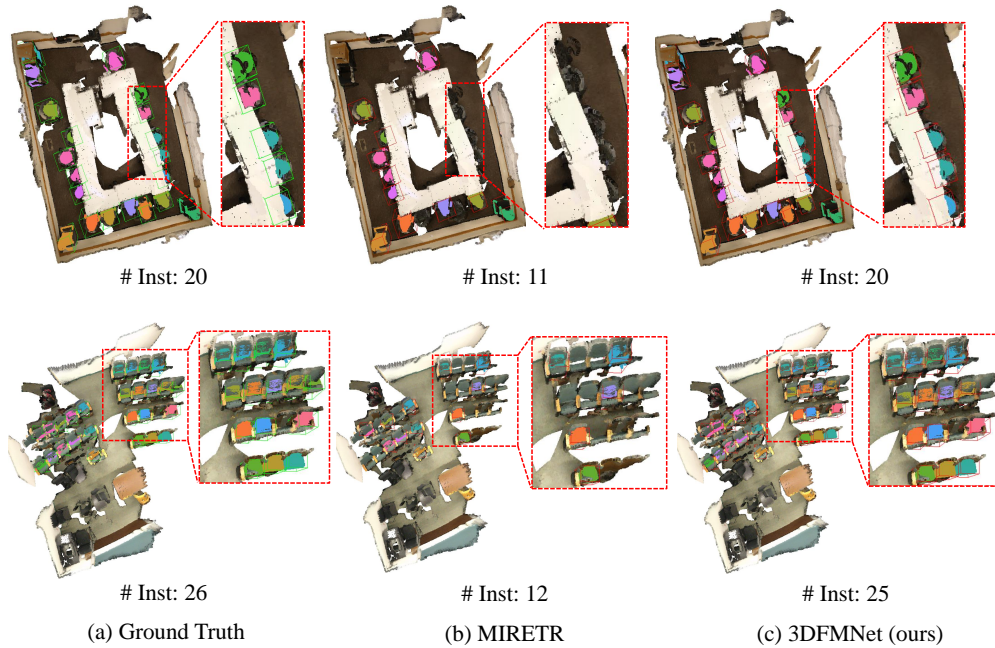 # Inst: 20
# Inst: 11
# Inst: 20
# Inst: 26
# Inst: 12
# Inst: 25
(a) Ground Truth
(b) MIRETR
(c) 3DFMNet (ours)